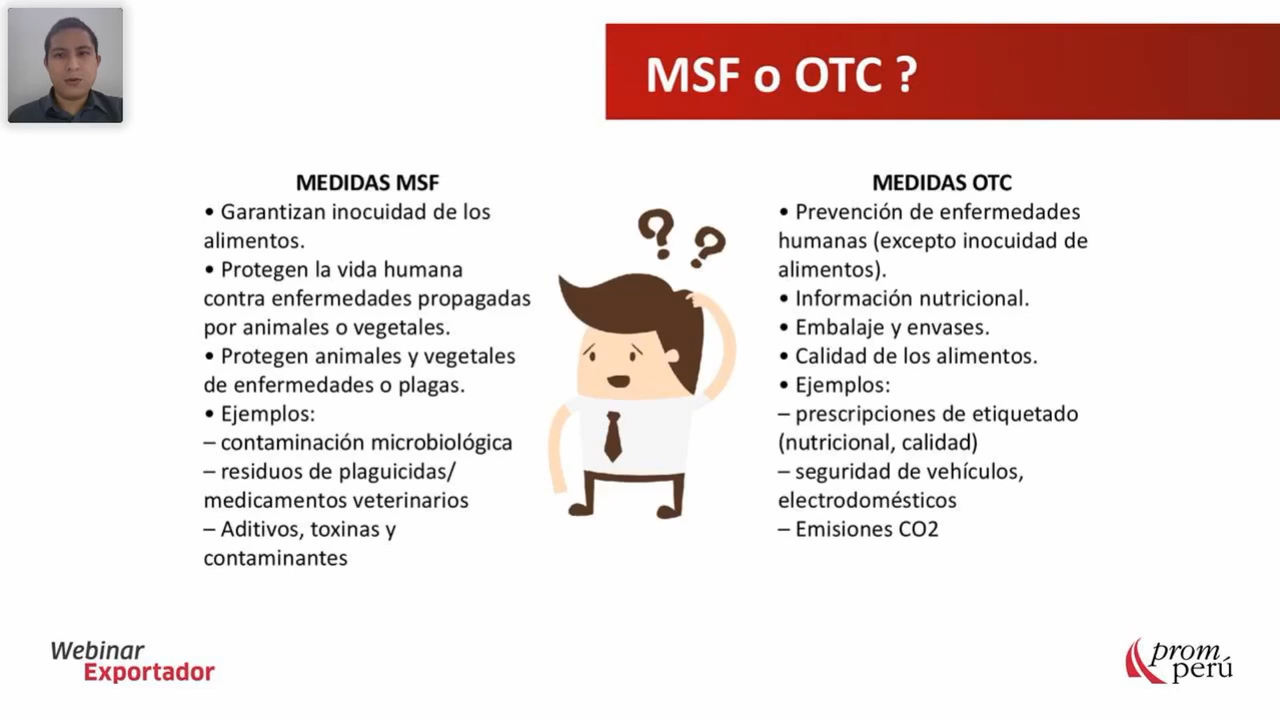 MSF o OTC ?
MEDIDAS MSF
• Garantizan inocuidad de los
alimentos.
• Protegen la vida humana
contra enfermedades propagadas
por animales o vegetales.
• Protegen animales y vegetales
de enfermedades o plagas.
• Ejemplos:
– contaminación microbiológica
– residuos de plaguicidas/
medicamentos veterinarios
– Aditivos, toxinas y
contaminantes
??
MEDIDAS OTC
• Prevención de enfermedades
humanas (excepto inocuidad de
alimentos).
• Información nutricional.
• Embalaje y envases.
• Calidad de los alimentos.
• Ejemplos:
– prescripciones de etiquetado
(nutricional, calidad)
– seguridad de vehículos,
electrodomésticos
– Emisiones CO2
Webinar
Exportador
prom
perú